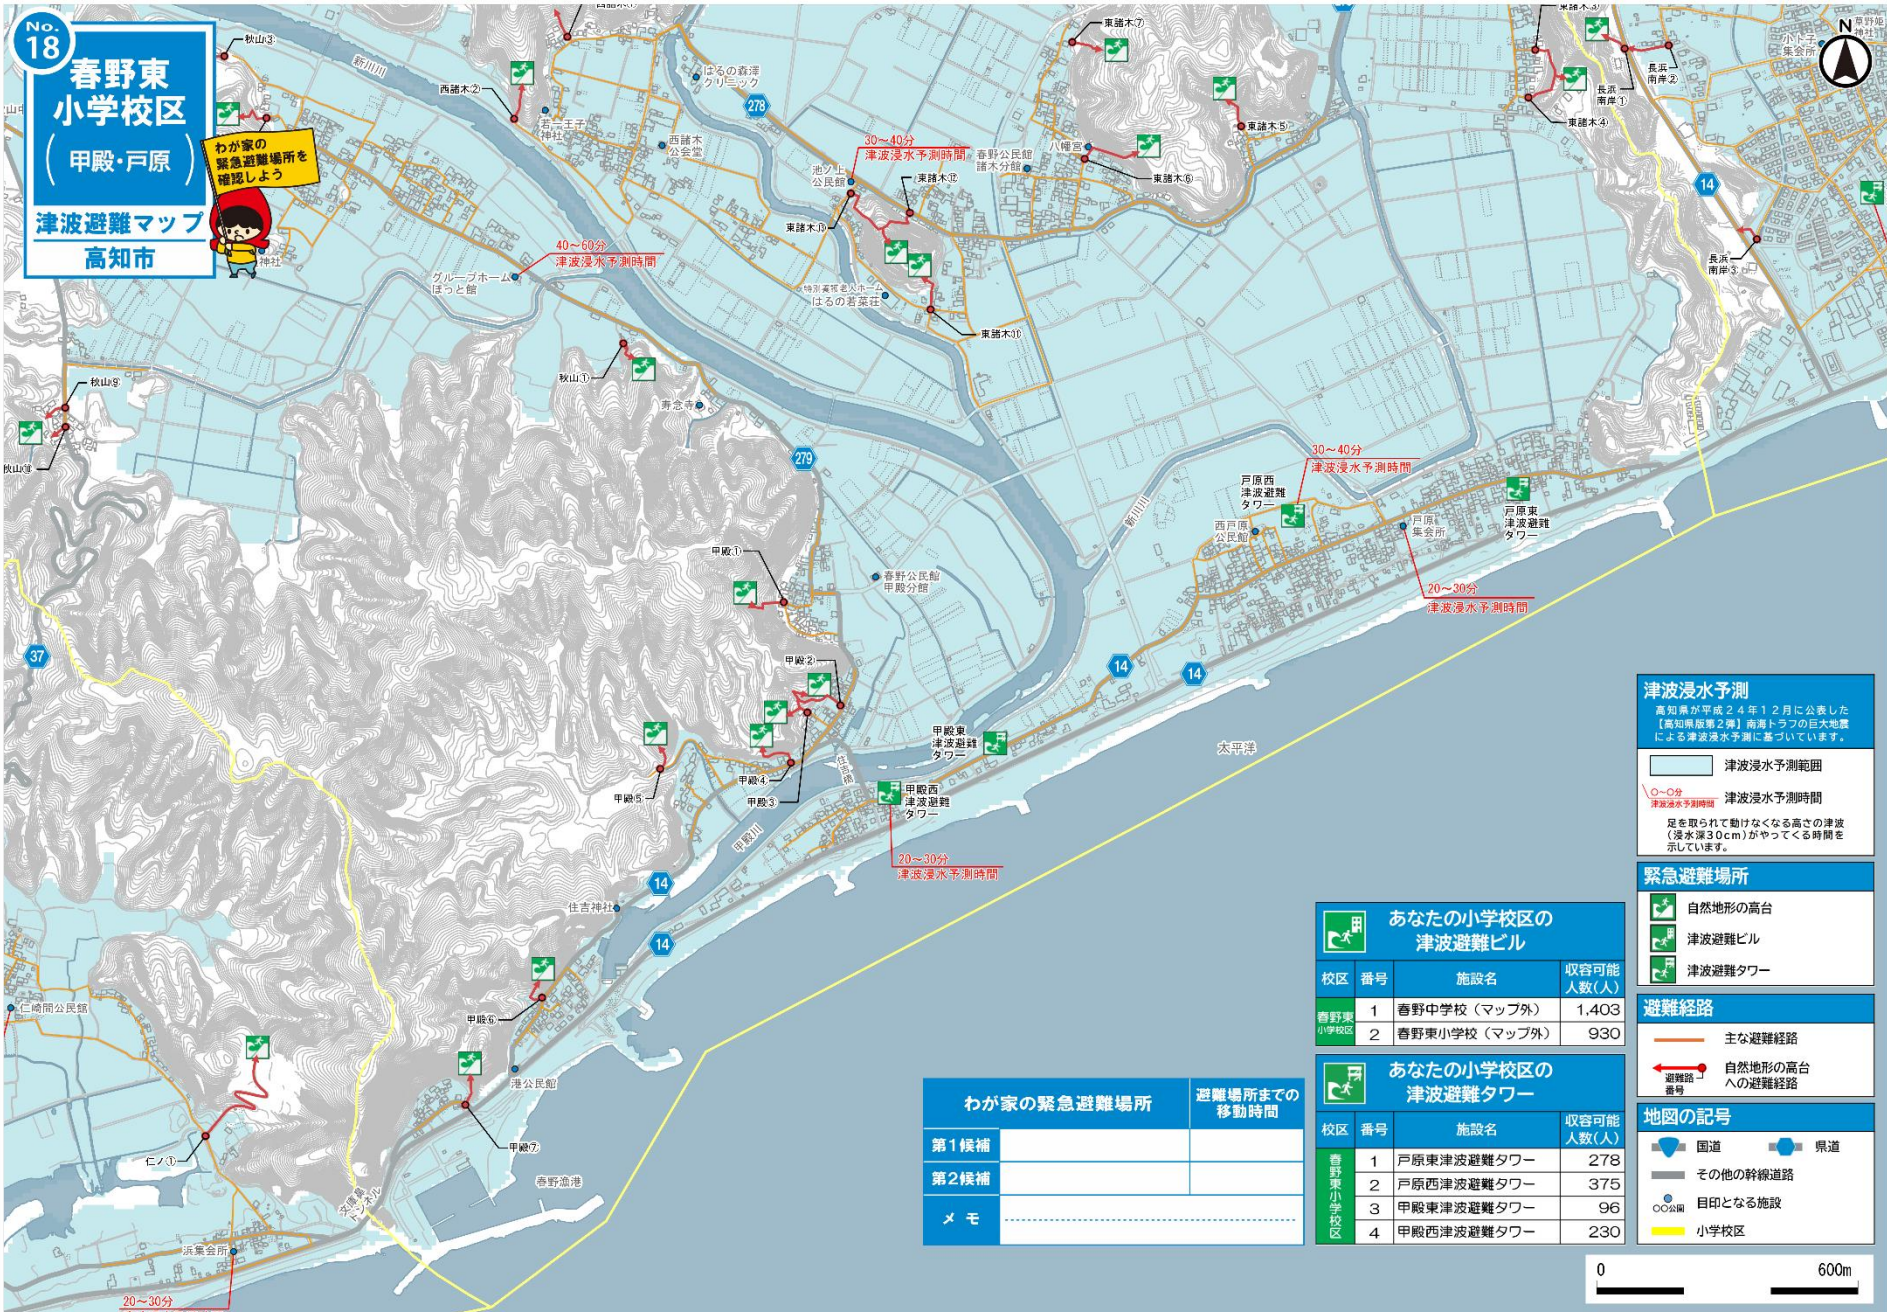 No.
18
春野東
小学校区
(甲殿・戸原)
津波避難マップ
高知市
わが家の
緊急避難場所を
確認しよう
秋山③
新川川
西諸木②
若一王子
神社
はるの森澤
クリニック
278
西諸木
公会堂
30～40分
津波浸水予測時間
池ノ上
公民館
東諸木⑫
東諸木⑬
春野公民館
諸木分館
八幡宮
東諸木⑦
東諸木⑤
東諸木⑥
東諸木③
東諸木④
長浜
南岸②
長浜
南岸①
小卜子
集会所
草野姫
神社
N
14
長浜
南岸③
神社
グループホーム
ほっと館
40～60分
津波浸水予測時間
特別養護老人ホーム
はるの若菜荘
東諸木⑪
秋山①
寿念寺
秋山⑨
秋山⑩
279
30～40分
津波浸水予測時間
戸原西
津波避難
タワー
西戸原
公民館
戸原
集会所
戸原東
津波避難
タワー
新川川
20～30分
津波浸水予測時間
甲殿①
春野公民館
甲殿分館
37
甲殿②
14
14
甲殿東
津波避難
タワー
太平洋
甲殿⑤
甲殿④
甲殿③
住吉橋
甲殿西
津波避難
タワー
甲殿川
20～30分
津波浸水予測時間
14
住吉神社
14
仁崎間公民館
甲殿⑥
港公民館
仁ノ①
甲殿⑦
春野漁港
トンネル
浜集会所
20～30分
津波浸水予測
高知県が平成24年12月に公表した
【高知県版第2弾】南海トラフの巨大地震
による津波浸水予測に基づいています。
津波浸水予測範囲
○～○分
津波浸水予測時間
津波浸水予測時間
足を取られて動けなくなる高さの津波
(浸水深30cm)がやってくる時間を
示しています。
緊急避難場所
自然地形の高台
津波避難ビル
津波避難タワー
避難経路
主な避難経路
避難路
番号
自然地形の高台
への避難経路
地図の記号
国道
県道
その他の幹線道路
○○公園
目印となる施設
小学校区
0 600m
あなたの小学校区の
津波避難ビル
校区 番号 施設名 収容可能人数(人)
春野東小学校区
1 春野中学校（マップ外） 1,403
2 春野東小学校（マップ外） 930
あなたの小学校区の
津波避難タワー
校区 番号 施設名 収容可能人数(人)
春野東小学校区
1 戸原東津波避難タワー 278
2 戸原西津波避難タワー 375
3 甲殿東津波避難タワー 96
4 甲殿西津波避難タワー 230
わが家の緊急避難場所 避難場所までの移動時間
第1候補
第2候補
メモ